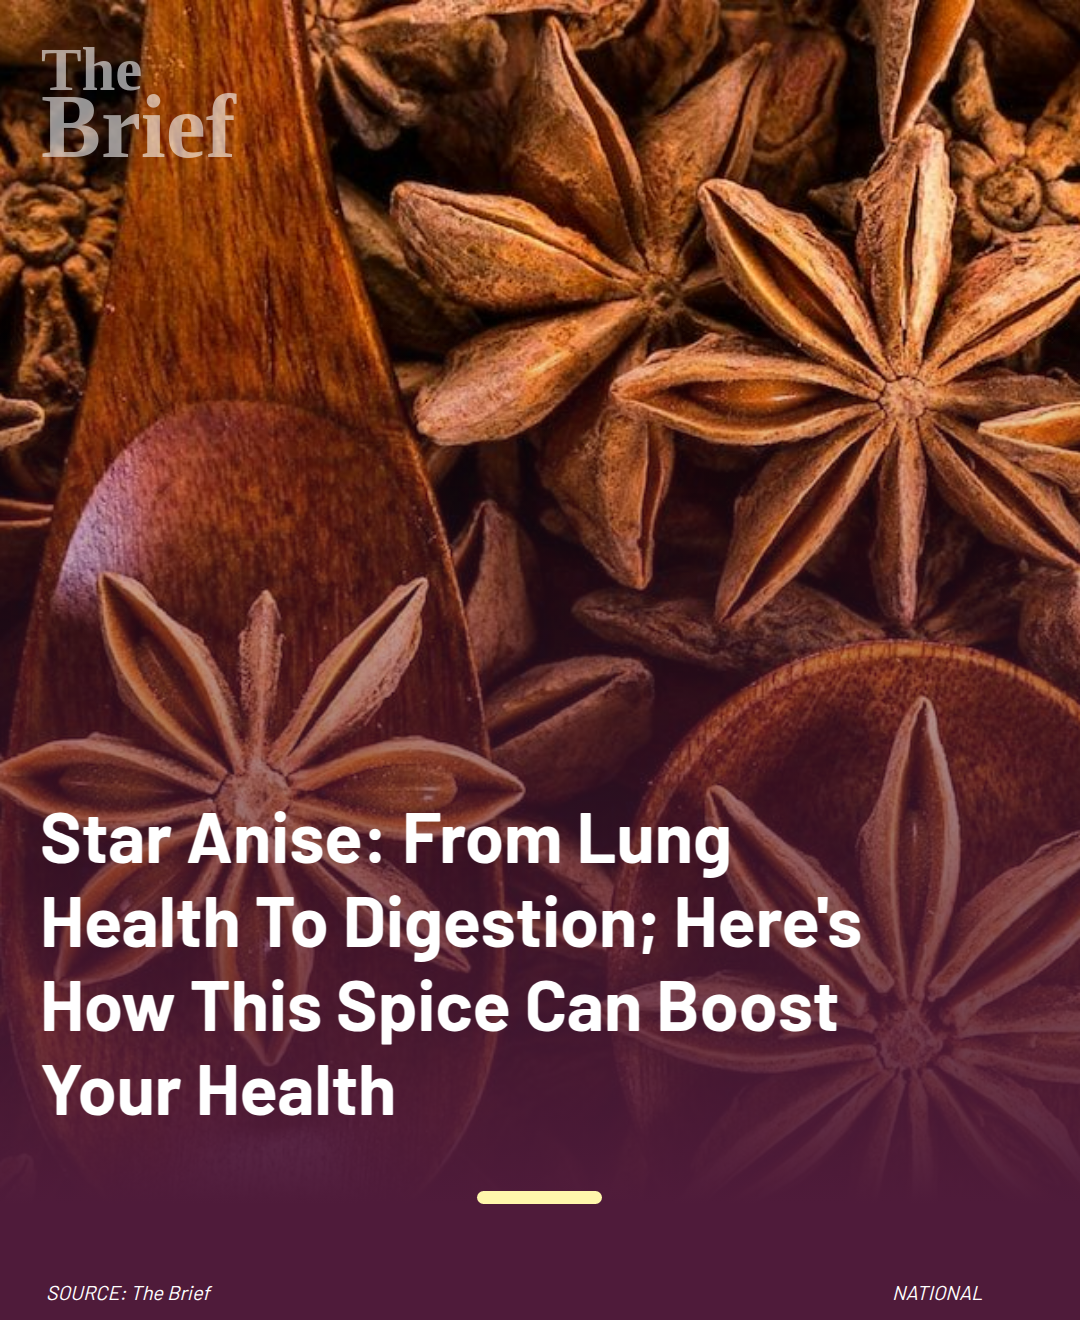 The
Brief
Star Anise: From Lung
Health To Digestion; Here's
How This Spice Can Boost
Your Health
SOURCE: The Brief
NATIONAL